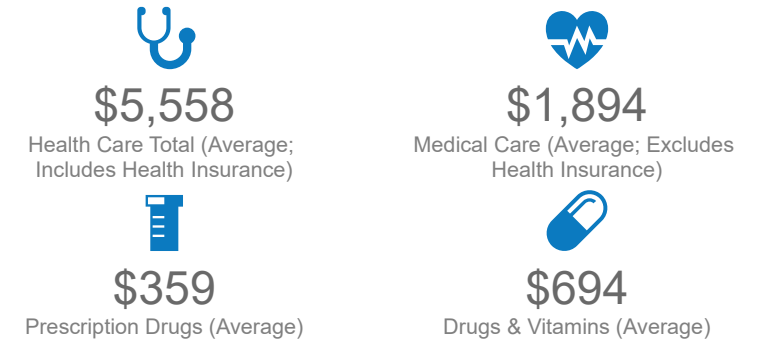 $5,558
Health Care Total (Average;
Includes Health Insurance)
$1,894
Medical Care (Average; Excludes
Health Insurance)
$359
Prescription Drugs (Average)
$694
Drugs & Vitamins (Average)